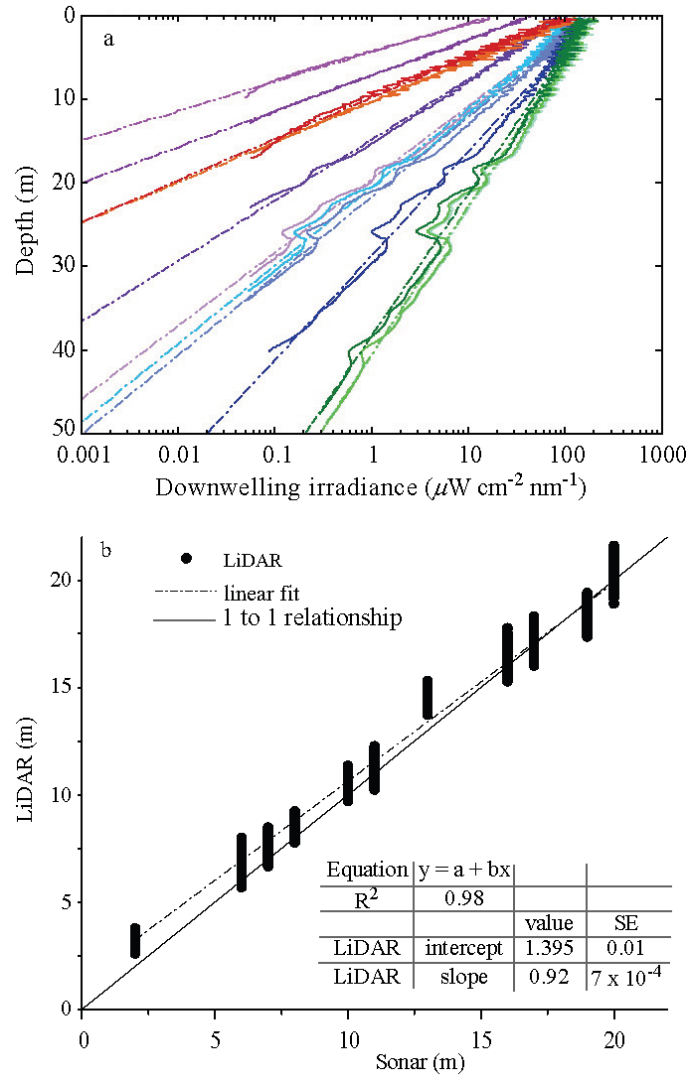 0
a
10
20
30
40
50
Depth (m)
0.001 0.01 0.1 1 10 100 1000
Downwelling irradiance (μW cm⁻² nm⁻¹)
b
LiDAR
linear fit
1 to 1 relationship
20
15
10
5
0
LiDAR (m)
Equation y = a + bx
R² 0.98
value SE
LiDAR intercept 1.395 0.01
LiDAR slope 0.92 7 x 10⁻⁴
0 5 10 15 20
Sonar (m)